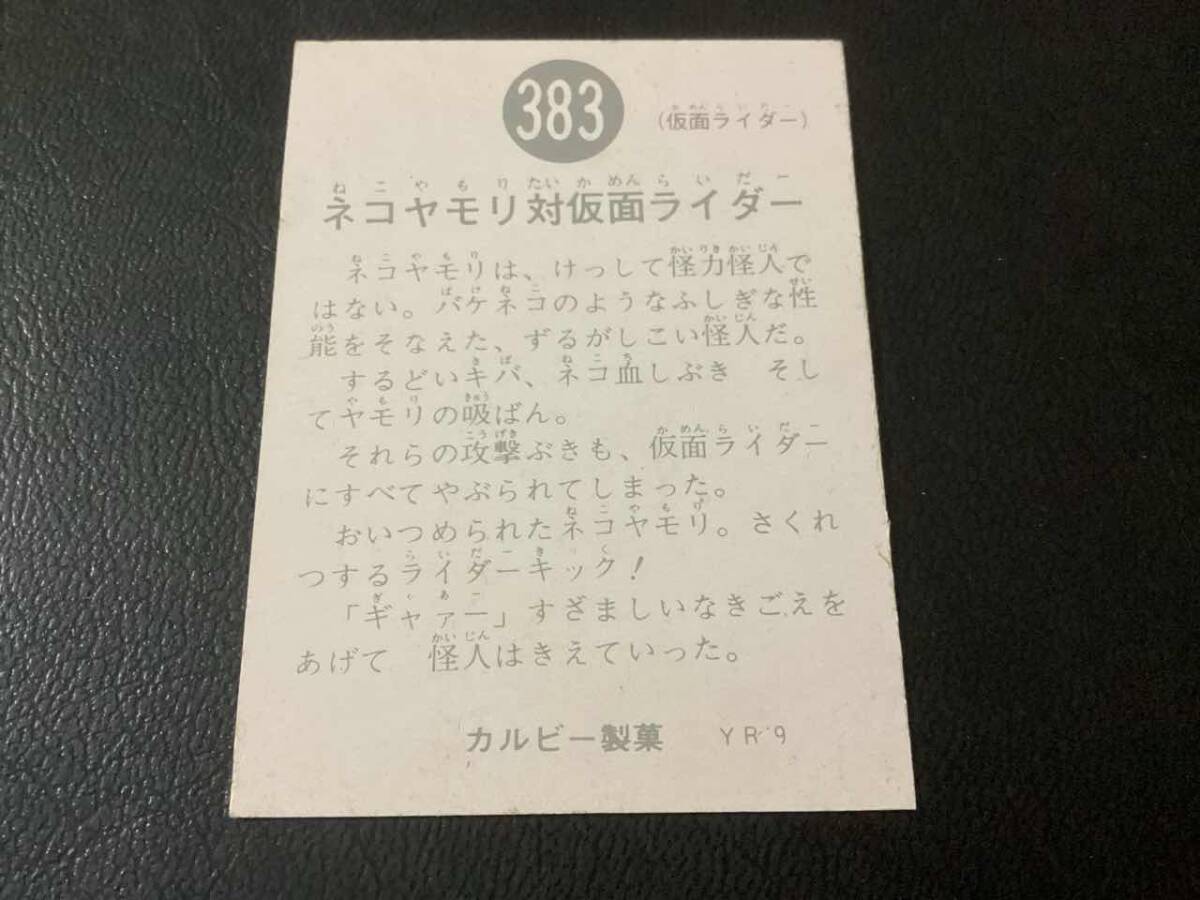 383
(仮面ライダー)
ネコヤモリ対仮面ライダー
ネコヤモリは、けっして怪力怪人で
はない。バケネコのようなふしぎな性
能をそなえた、ずるがしこい怪人だ。
するどいキバ、ネコ血しぶき　そし
てヤモリの吸ばん。
それらの攻撃ぶきも、仮面ライダー
にすべてやぶられてしまった。
おいつめられたネコヤモリ。さくれ
つするライダーキック!
「ギャァー」すざましいなきごえを
あげて　怪人はきえていった。
カルビー製菓　YR 9